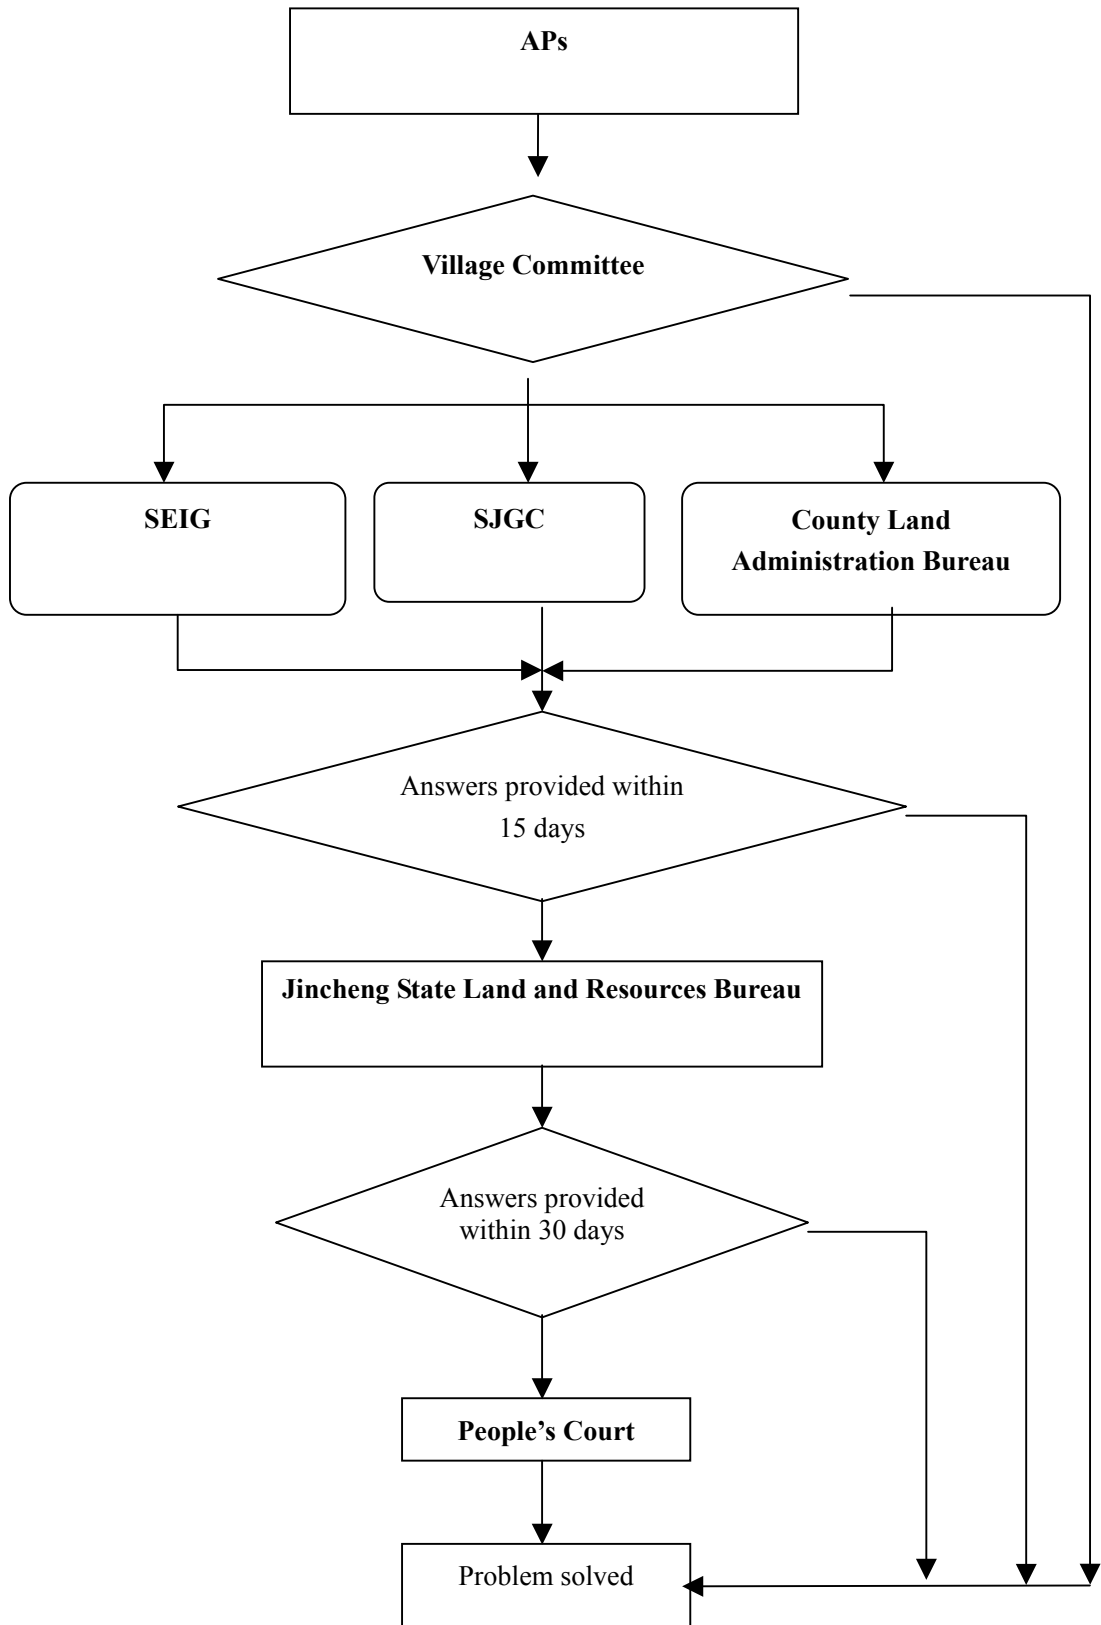 APs
Village Committee
SEIG
SJGC
County Land
Administration Bureau
Answers provided within
15 days
Jincheng State Land and Resources Bureau
Answers provided
within 30 days
People’s Court
Problem solved